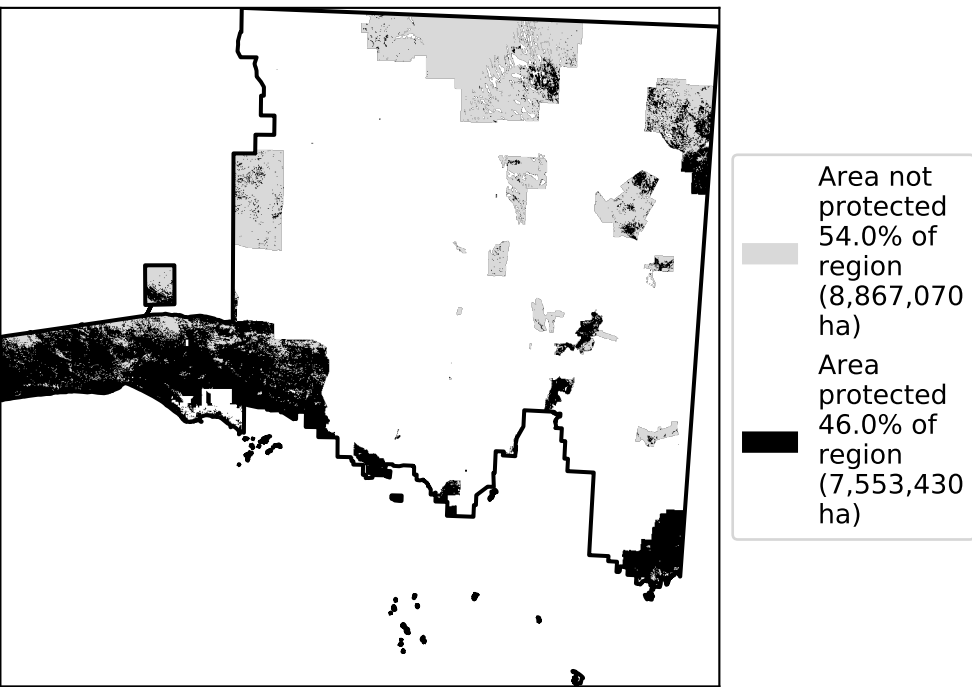 Area not
protected
54.0% of
region
(8,867,070
ha)
Area
protected
46.0% of
region
(7,553,430
ha)